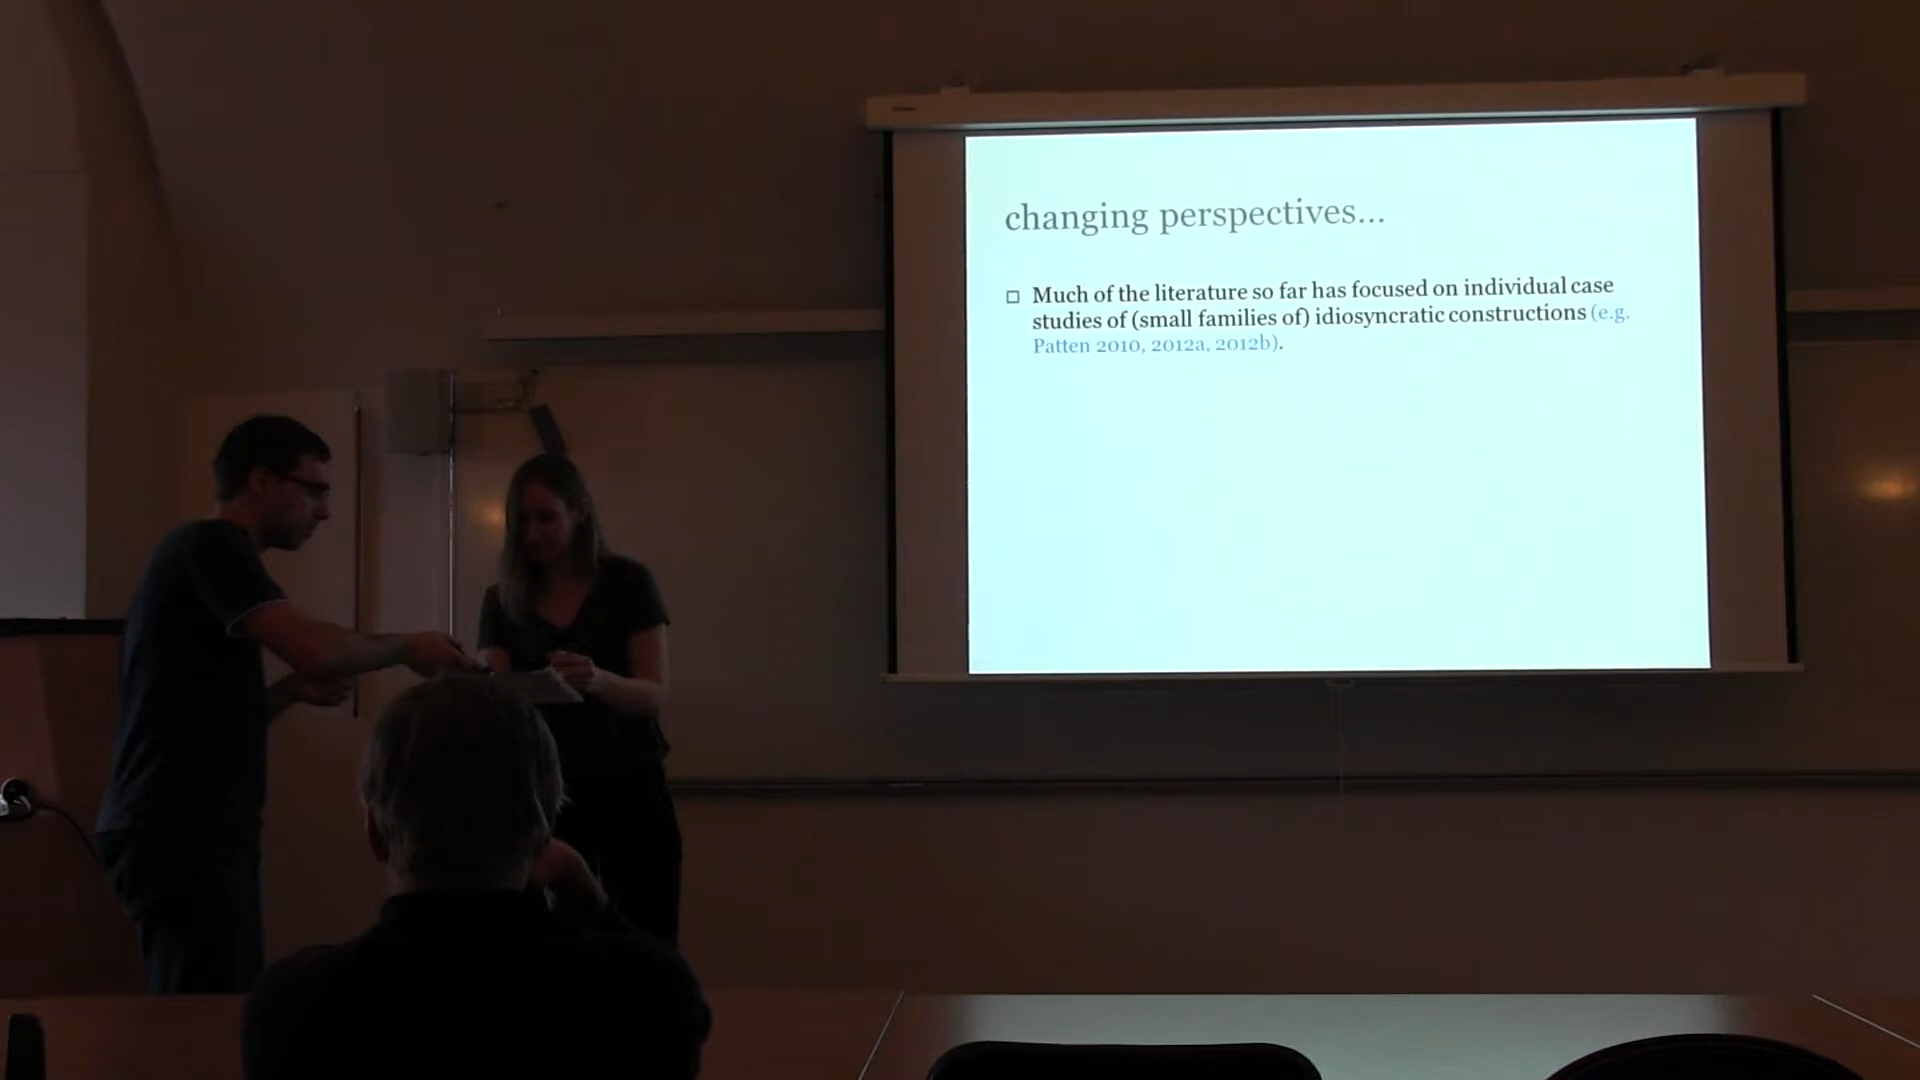 changing perspectives...
□ Much of the literature so far has focused on individual case
studies of (small families of) idiosyncratic constructions (e.g.
Patten 2010, 2012a, 2012b).